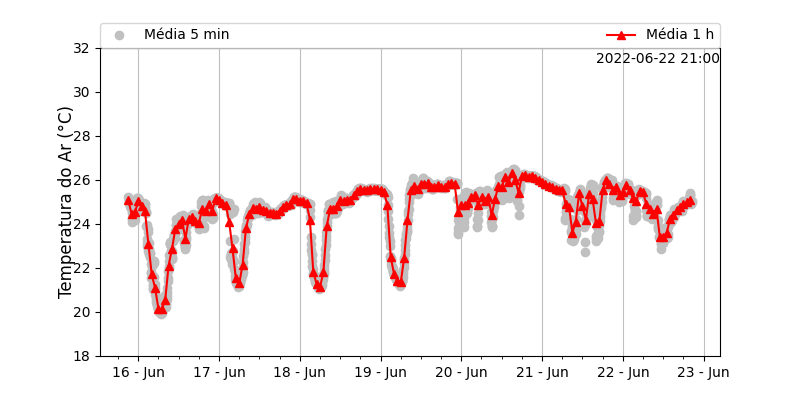 Média 5 min
Média 1 h
2022-06-22 21:00
Temperatura do Ar (°C)
32
30
28
26
24
22
20
18
16 - Jun
17 - Jun
18 - Jun
19 - Jun
20 - Jun
21 - Jun
22 - Jun
23 - Jun